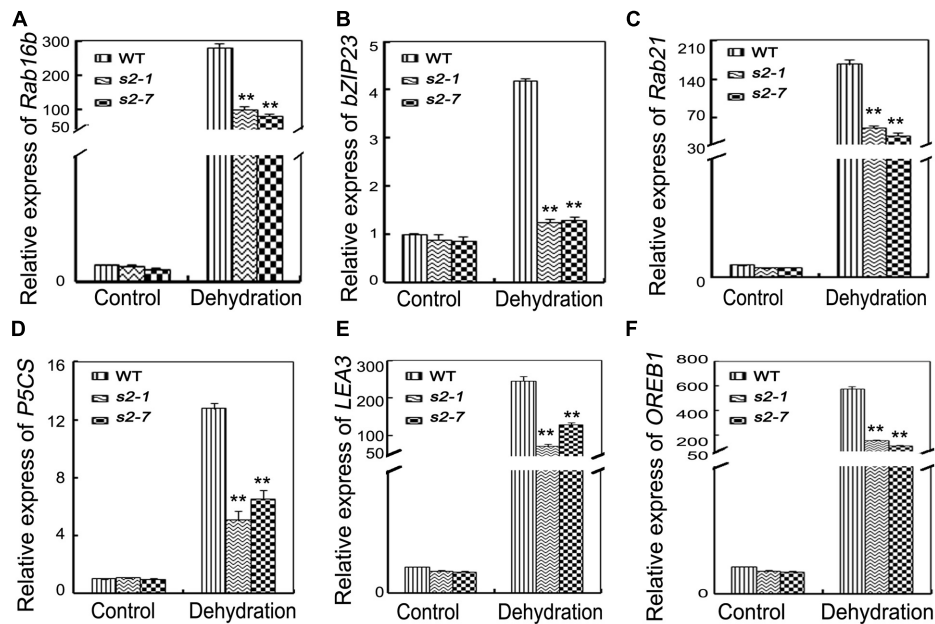 A
Relative express of Rab16b
300
200
100
50
0
WT
s2-1
s2-7
** **
Control Dehydration
B
Relative express of bZIP23
5
4
3
2
1
0
WT
s2-1
s2-7
** **
Control Dehydration
C
Relative express of Rab21
210
140
70
30
0
WT
s2-1
s2-7
** **
Control Dehydration
D
Relative express of P5CS
16
12
8
4
0
WT
s2-1
s2-7
** **
Control Dehydration
E
Relative express of LEA3
300
200
100
50
0
WT
s2-1
s2-7
** **
Control Dehydration
F
Relative express of OREB1
800
600
400
200
50
0
WT
s2-1
s2-7
** **
Control Dehydration